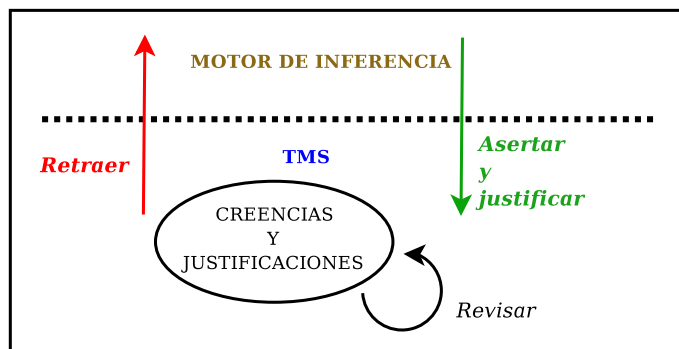 MOTOR DE INFERENCIA
Retraer
TMS
Asertar
y
justificar
CREENCIAS
Y
JUSTIFICACIONES
Revisar